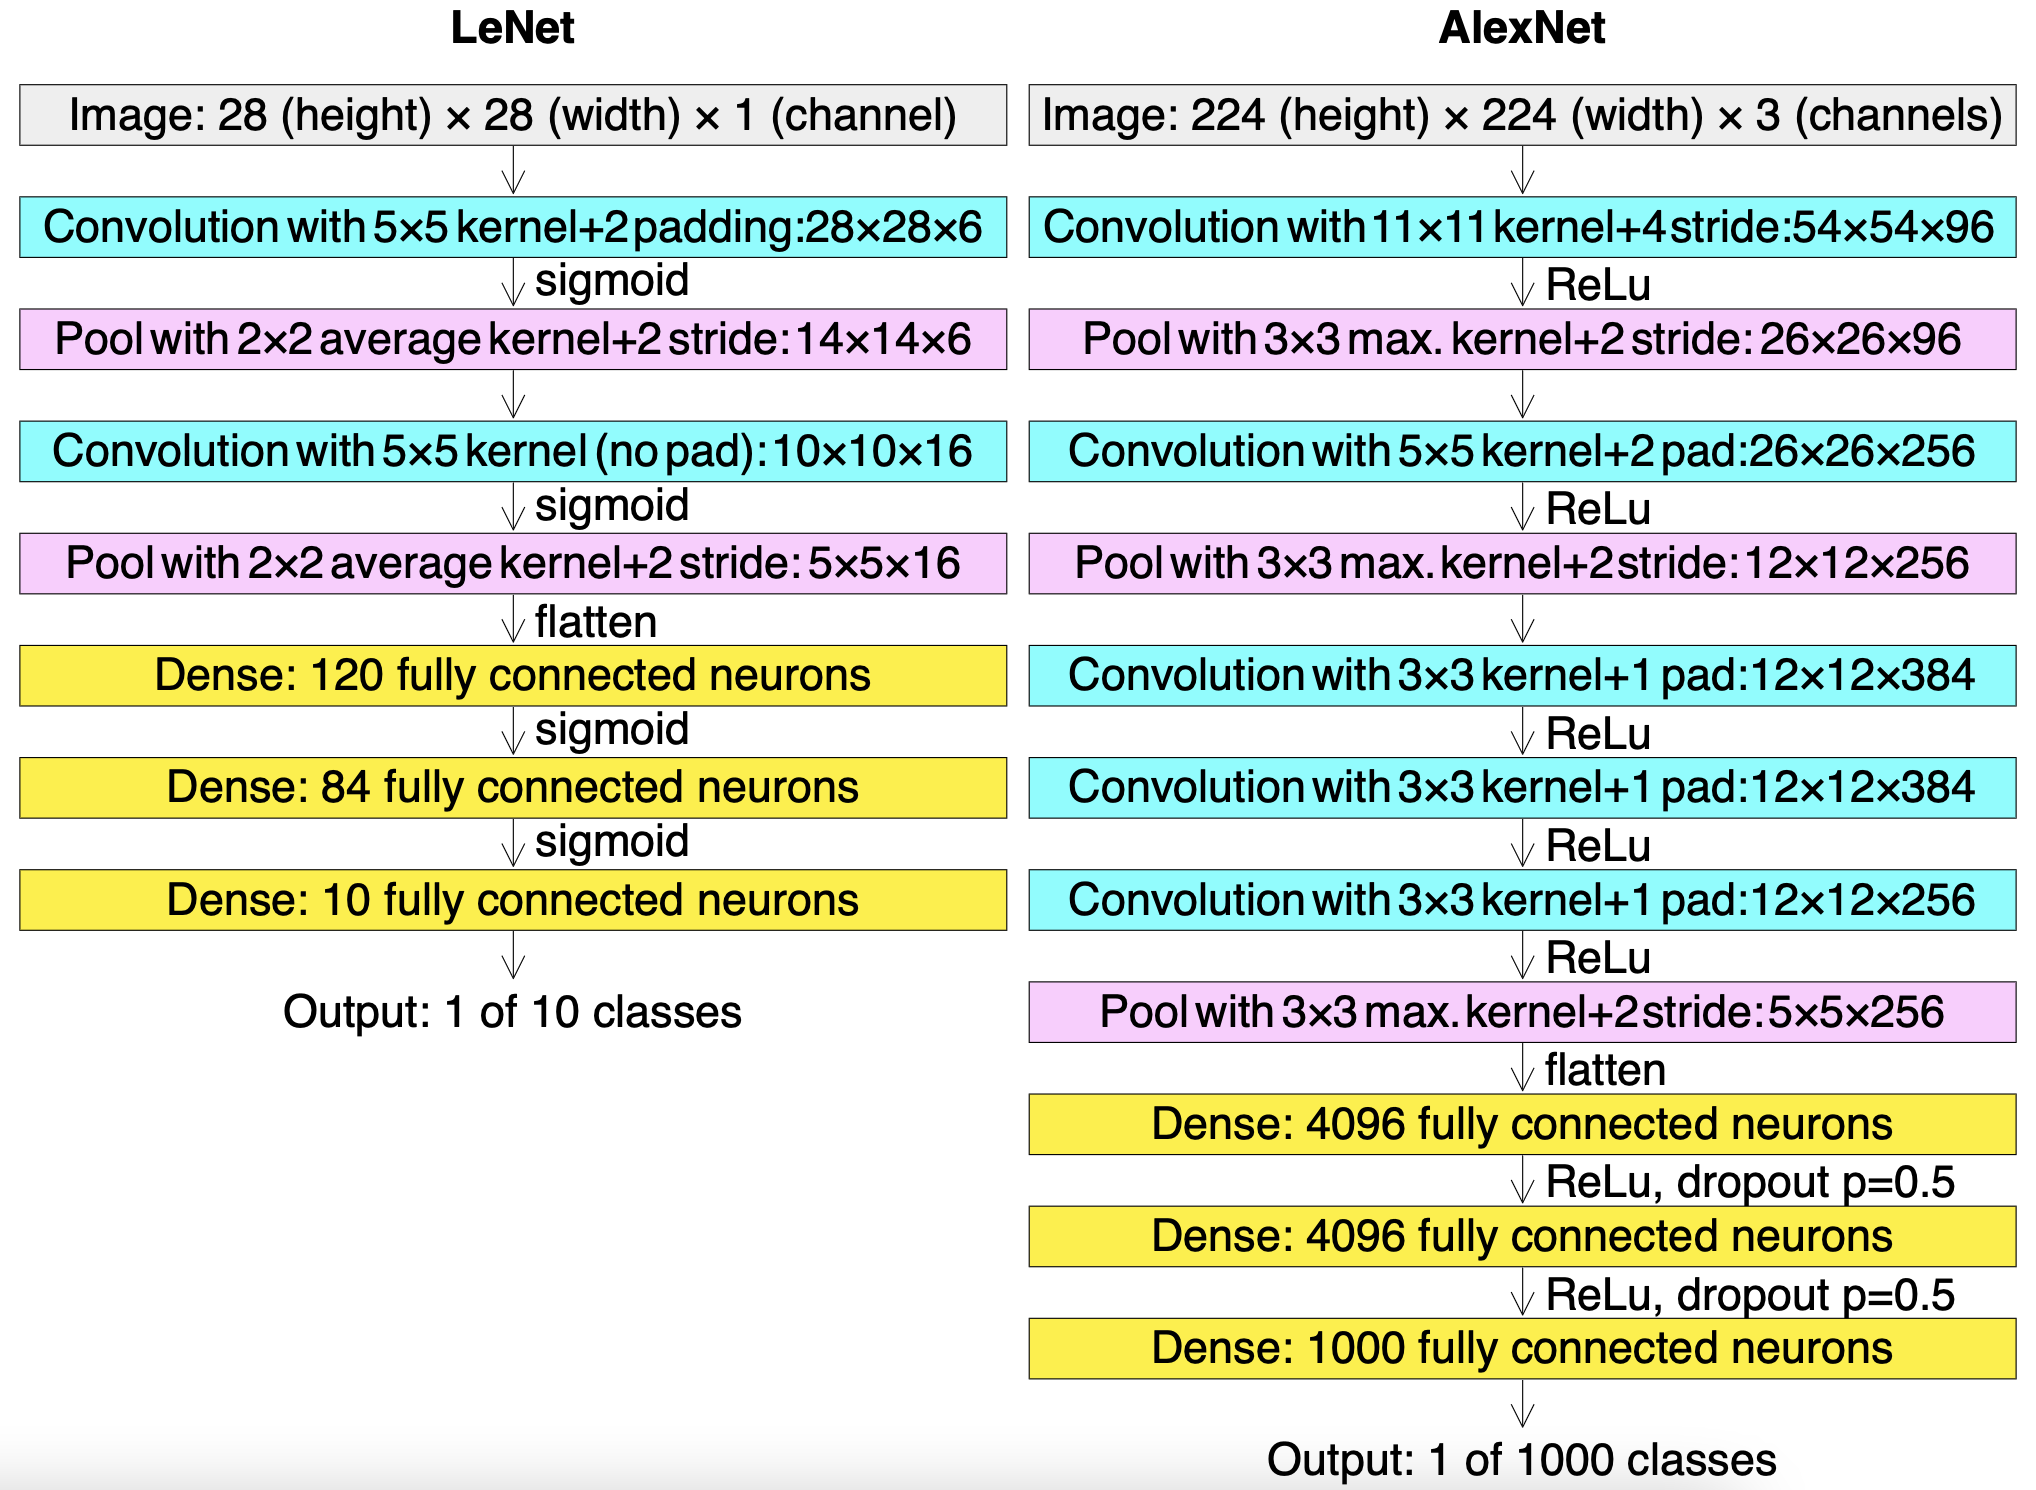 LeNet
Image: 28 (height) × 28 (width) × 1 (channel)
Convolution with 5×5 kernel+2 padding:28×28×6
sigmoid
Pool with 2×2 average kernel+2 stride:14×14×6
Convolution with 5×5 kernel (no pad):10×10×16
sigmoid
Pool with 2×2 average kernel+2 stride: 5×5×16
flatten
Dense: 120 fully connected neurons
sigmoid
Dense: 84 fully connected neurons
sigmoid
Dense: 10 fully connected neurons
Output: 1 of 10 classes
AlexNet
Image: 224 (height) × 224 (width) × 3 (channels)
Convolution with 11×11 kernel+4 stride:54×54×96
ReLu
Pool with 3×3 max. kernel+2 stride: 26×26×96
Convolution with 5×5 kernel+2 pad:26×26×256
ReLu
Pool with 3×3 max. kernel+2 stride:12×12×256
Convolution with 3×3 kernel+1 pad:12×12×384
ReLu
Convolution with 3×3 kernel+1 pad:12×12×384
ReLu
Convolution with 3×3 kernel+1 pad:12×12×256
ReLu
Pool with 3×3 max. kernel+2 stride:5×5×256
flatten
Dense: 4096 fully connected neurons
ReLu, dropout p=0.5
Dense: 4096 fully connected neurons
ReLu, dropout p=0.5
Dense: 1000 fully connected neurons
Output: 1 of 1000 classes